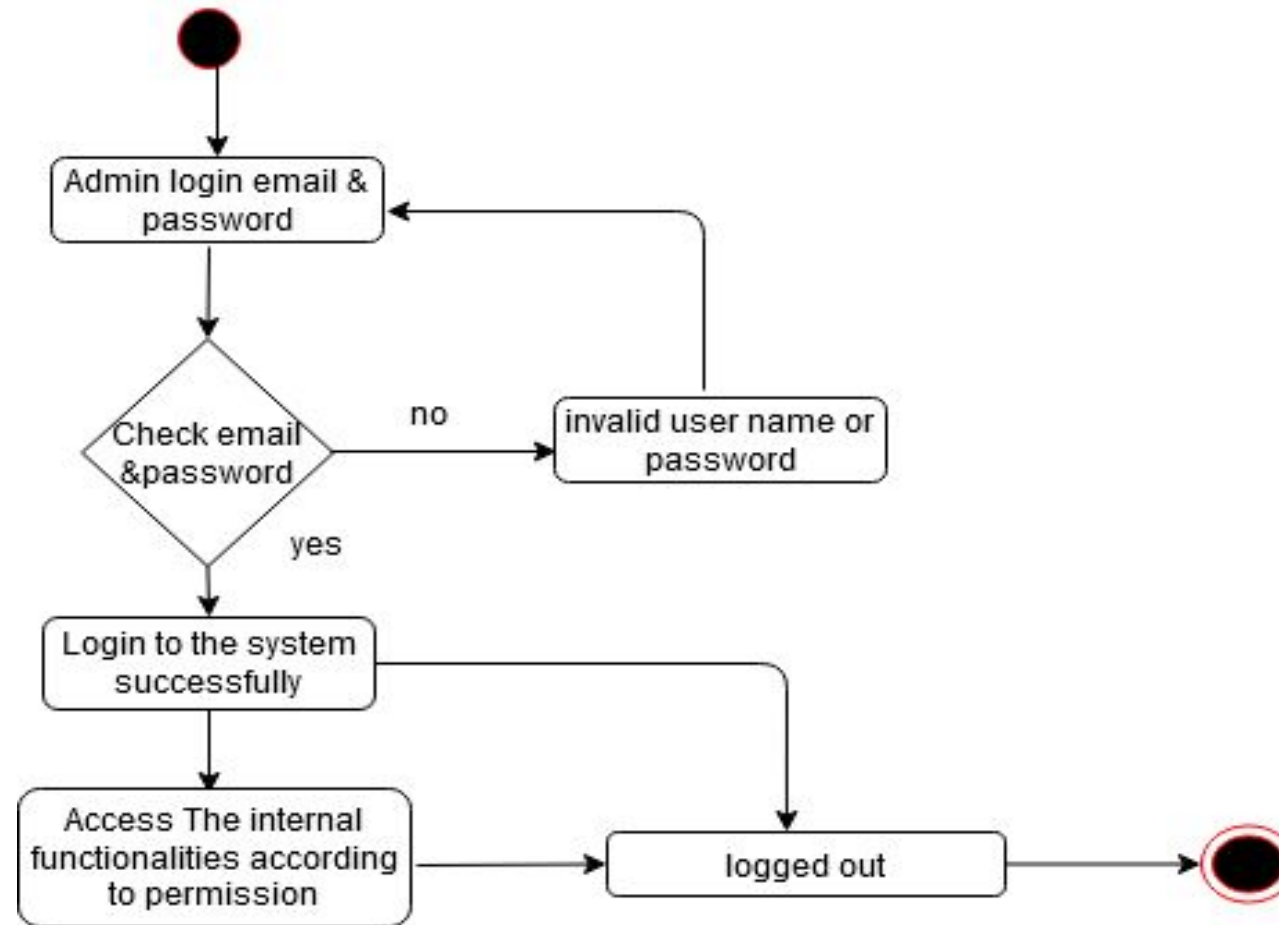 Admin login email &
password
Check email
&password
no
invalid user name or
password
yes
Login to the system
successfully
Access The internal
functionalities according
to permission
logged out